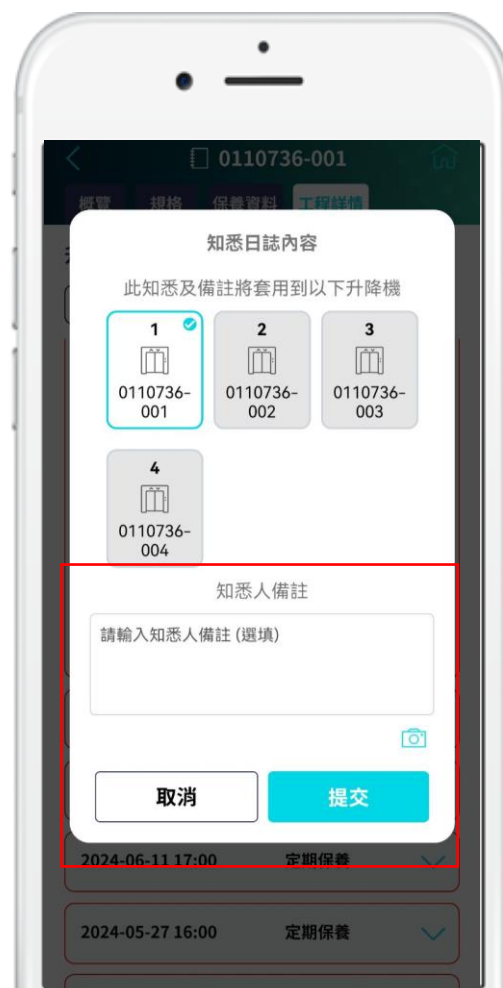 0110736-001
概覽 規格 保養資料 工程詳情
知悉日誌內容
此知悉及備註將套用到以下升降機
1 2 3
0110736-
001
0110736-
002
0110736-
003
4
0110736-
004
知悉人備註
請輸入知悉人備註 (選填)
取消 提交
2024-06-11 17:00 定期保養
2024-05-27 16:00 定期保養